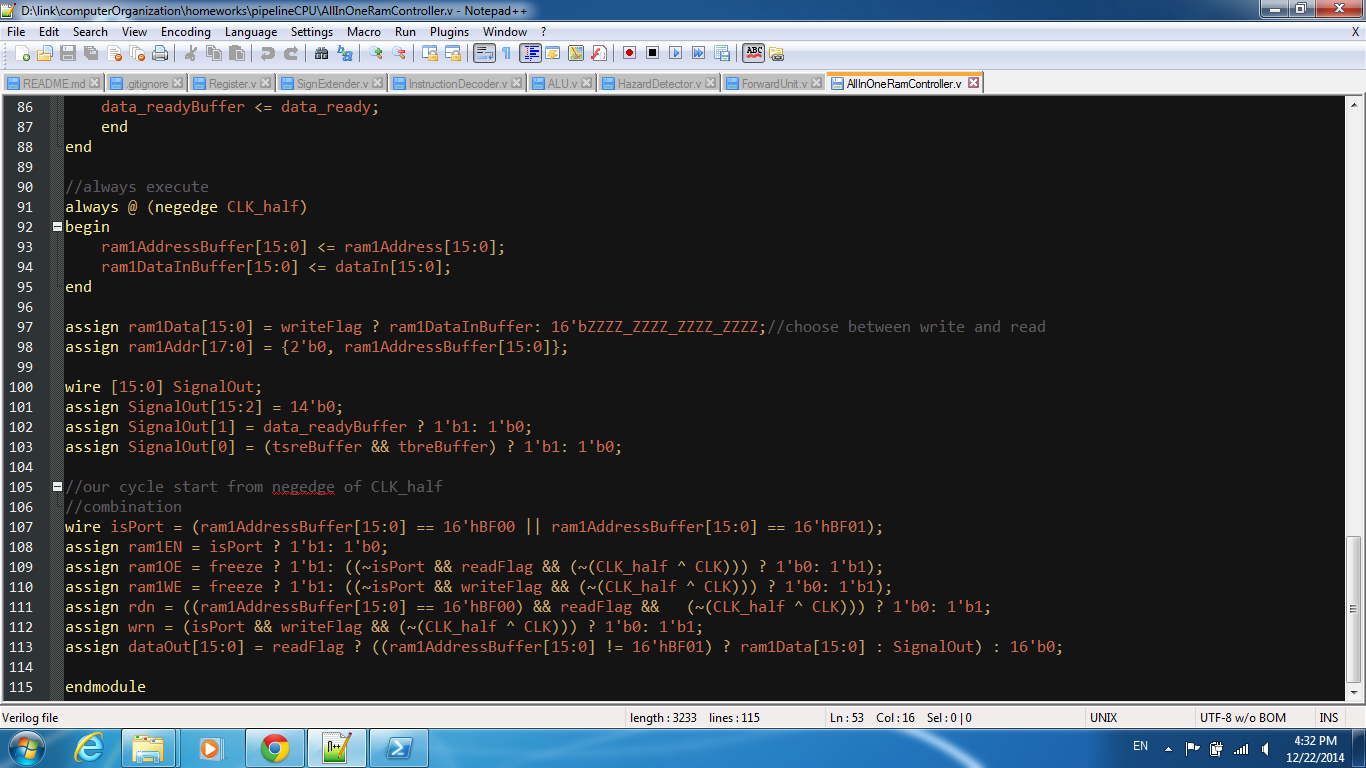 D:\link\computerOrganization\homeworks\pipelineCPU\AllInOneRamController.v - Notepad++
File Edit Search View Encoding Language Settings Macro Run Plugins Window ? X
README.md .gitignore Register.v SignExtender.v InstructionDecoder.v ALU.v HazardDetector.v ForwardUnit.v AllInOneRamController.v
86 data_readyBuffer <= data_ready;
87 end
88 end
89
90 //always execute
91 always @ (negedge CLK_half)
92 begin
93 ram1AddressBuffer[15:0] <= ram1Address[15:0];
94 ram1DataInBuffer[15:0] <= dataIn[15:0];
95 end
96
97 assign ram1Data[15:0] = writeFlag ? ram1DataInBuffer: 16'bZZZZ_ZZZZ_ZZZZ_ZZZZ;//choose between write and read
98 assign ram1Addr[17:0] = {2'b0, ram1AddressBuffer[15:0]};
99
100 wire [15:0] SignalOut;
101 assign SignalOut[15:2] = 14'b0;
102 assign SignalOut[1] = data_readyBuffer ? 1'b1: 1'b0;
103 assign SignalOut[0] = (tsreBuffer && tbreBuffer) ? 1'b1: 1'b0;
104
105 //our cycle start from negedge of CLK_half
106 //combination
107 wire isPort = (ram1AddressBuffer[15:0] == 16'hBF00 || ram1AddressBuffer[15:0] == 16'hBF01);
108 assign ram1EN = isPort ? 1'b1: 1'b0;
109 assign ram1OE = freeze ? 1'b1: ((~isPort && readFlag && (~(CLK_half ^ CLK))) ? 1'b0: 1'b1);
110 assign ram1WE = freeze ? 1'b1: ((~isPort && writeFlag && (~(CLK_half ^ CLK))) ? 1'b0: 1'b1);
111 assign rdn = ((ram1AddressBuffer[15:0] == 16'hBF00) && readFlag && (~(CLK_half ^ CLK))) ? 1'b0: 1'b1;
112 assign wrn = (isPort && writeFlag && (~(CLK_half ^ CLK))) ? 1'b0: 1'b1;
113 assign dataOut[15:0] = readFlag ? ((ram1AddressBuffer[15:0] != 16'hBF01) ? ram1Data[15:0] : SignalOut) : 16'b0;
114
115 endmodule
Verilog file length : 3233 lines : 115 Ln : 53 Col : 16 Sel : 0 | 0 UNIX UTF-8 w/o BOM INS
EN 4:32 PM
12/22/2014